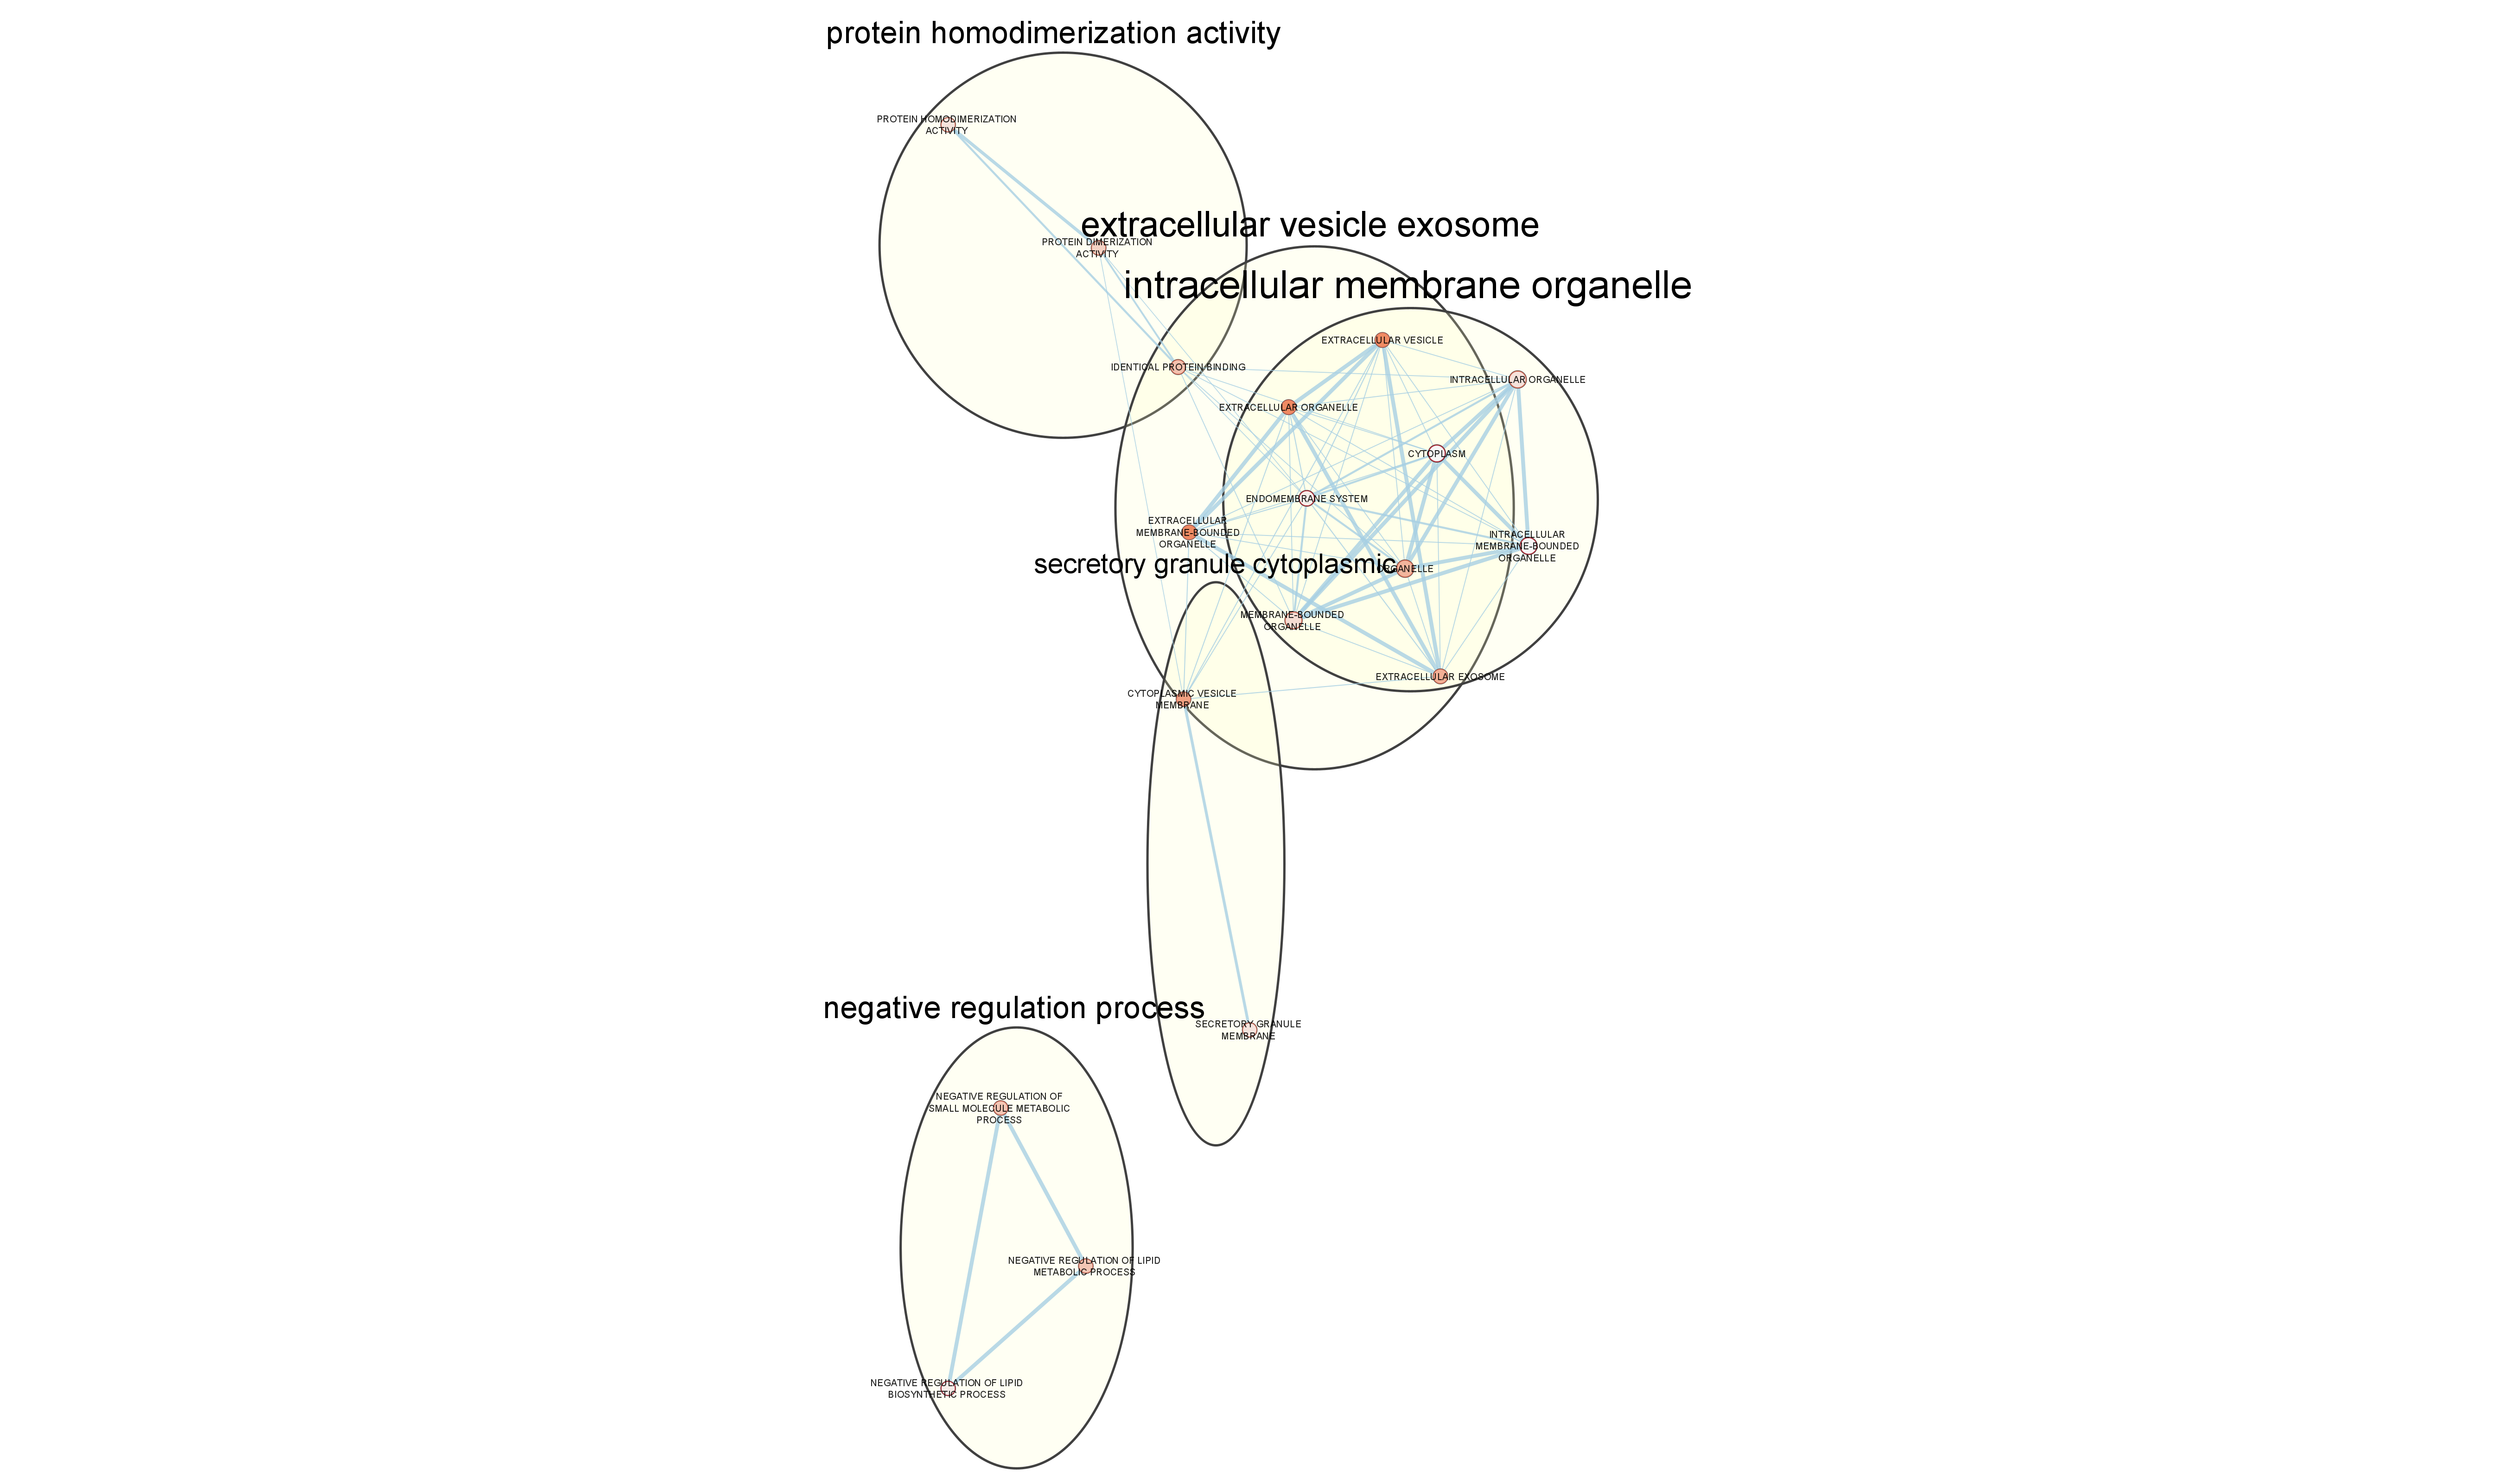 protein homodimerization activity
PROTEIN HOMODIMERIZATION
ACTIVITY
extracellular vesicle exosome
PROTEIN DIMERIZATION
ACTIVITY
intracellular membrane organelle
EXTRACELLULAR VESICLE
IDENTICAL PROTEIN BINDING
INTRACELLULAR ORGANELLE
EXTRACELLULAR ORGANELLE
CYTOPLASM
ENDOMEMBRANE SYSTEM
EXTRACELLULAR
MEMBRANE-BOUNDED
ORGANELLE
INTRACELLULAR
MEMBRANE-BOUNDED
ORGANELLE
secretory granule cytoplasmic
ORGANELLE
MEMBRANE-BOUNDED
ORGANELLE
EXTRACELLULAR EXOSOME
CYTOPLASMIC VESICLE
MEMBRANE
negative regulation process
SECRETORY GRANULE
MEMBRANE
NEGATIVE REGULATION OF
SMALL MOLECULE METABOLIC
PROCESS
NEGATIVE REGULATION OF LIPID
METABOLIC PROCESS
NEGATIVE REGULATION OF LIPID
BIOSYNTHETIC PROCESS